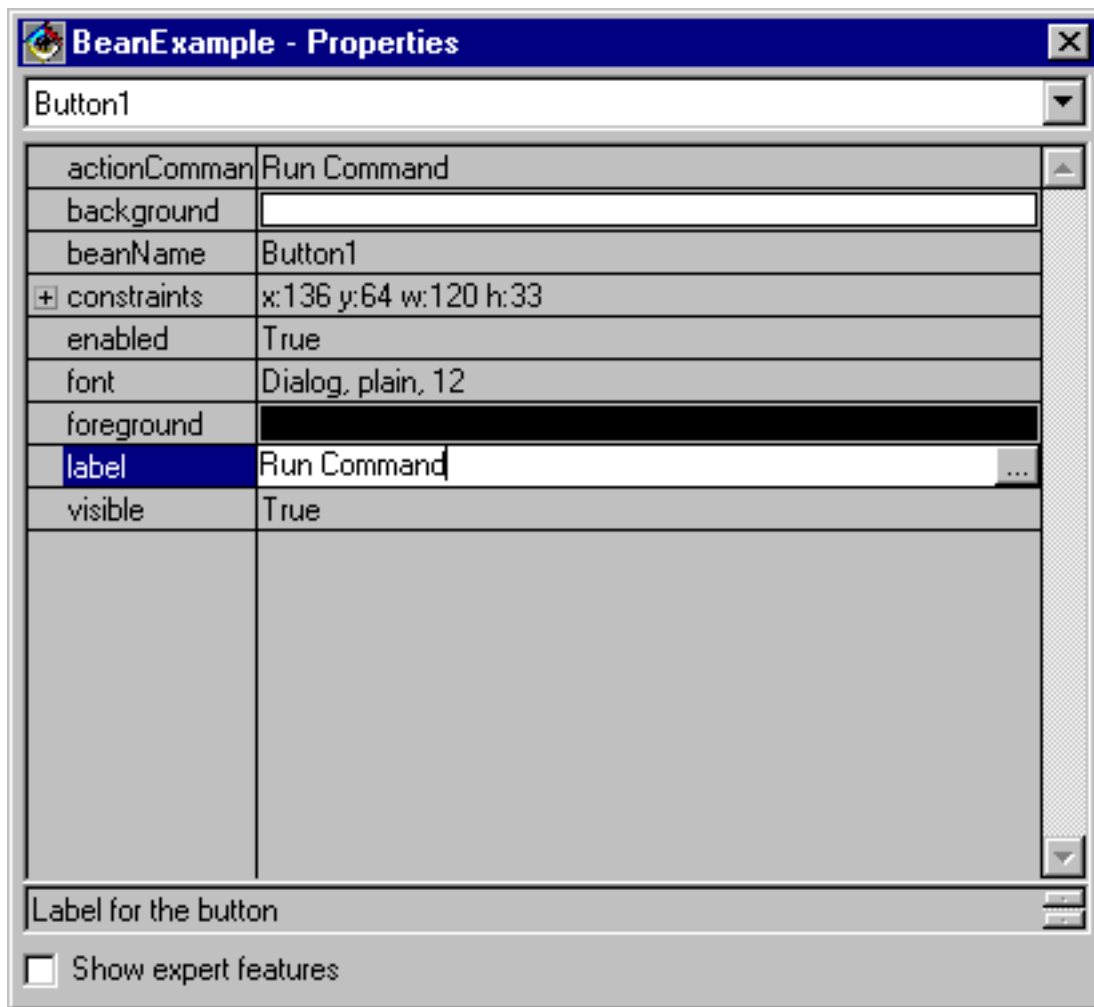 BeanExample - Properties
Button1
actionComman Run Command
background
beanName Button1
constraints x:136 y:64 w:120 h:33
enabled True
font Dialog, plain, 12
foreground
label Run Command ...
visible True
Label for the button
Show expert features